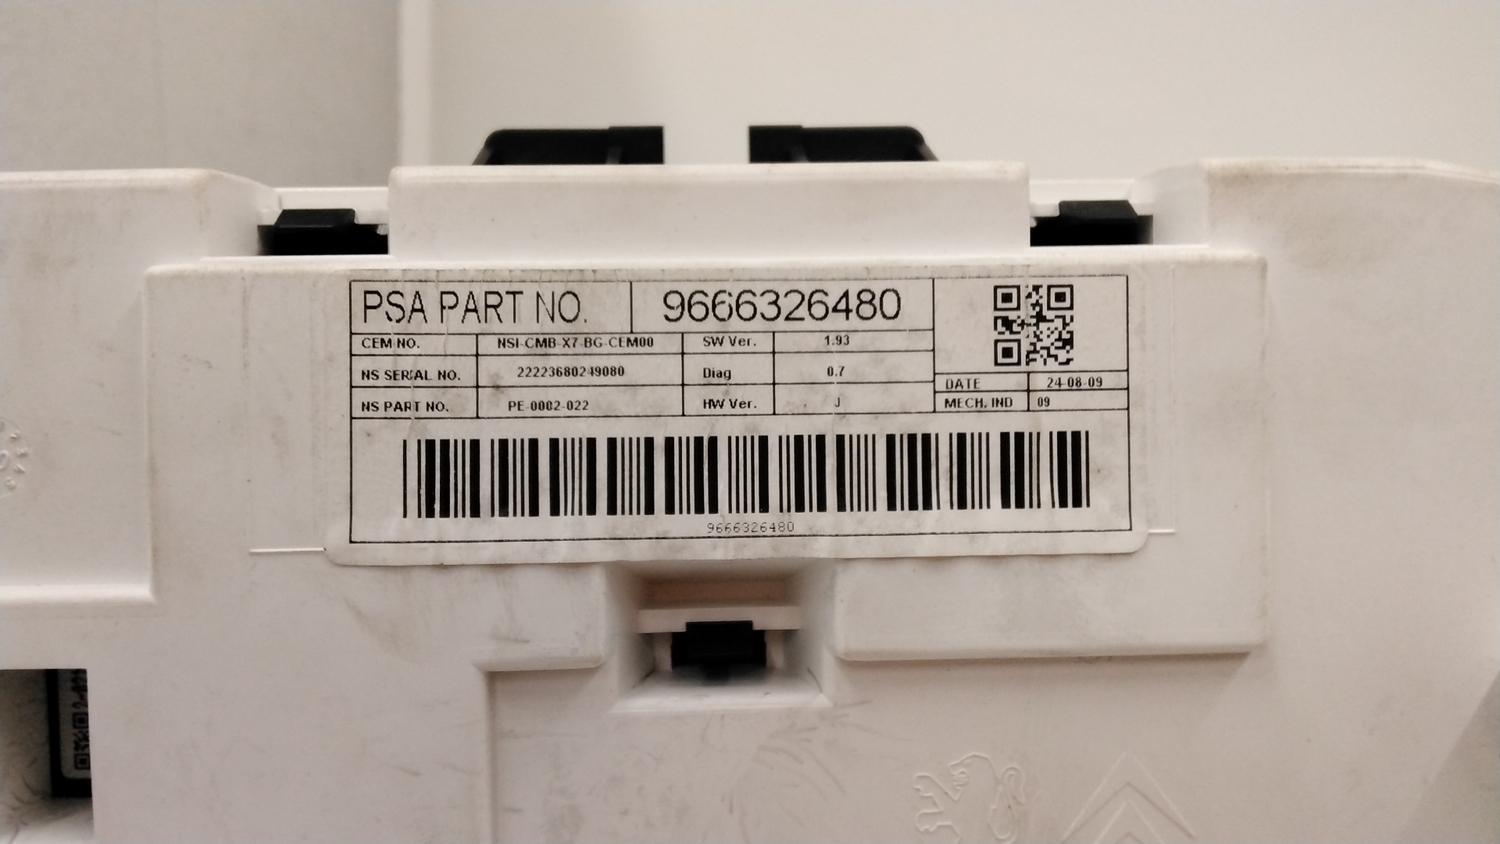 PSA PART NO. 9666326480
CEM NO. NSI-CMB-X7-BG-CEM00 SW Ver. 1.93
NS SERIAL NO. 22223680249080 Diag 0.7
DATE 24-08-09
NS PART NO. PE-0002-022 HW Ver. J
MECH. IND 09
9666326480